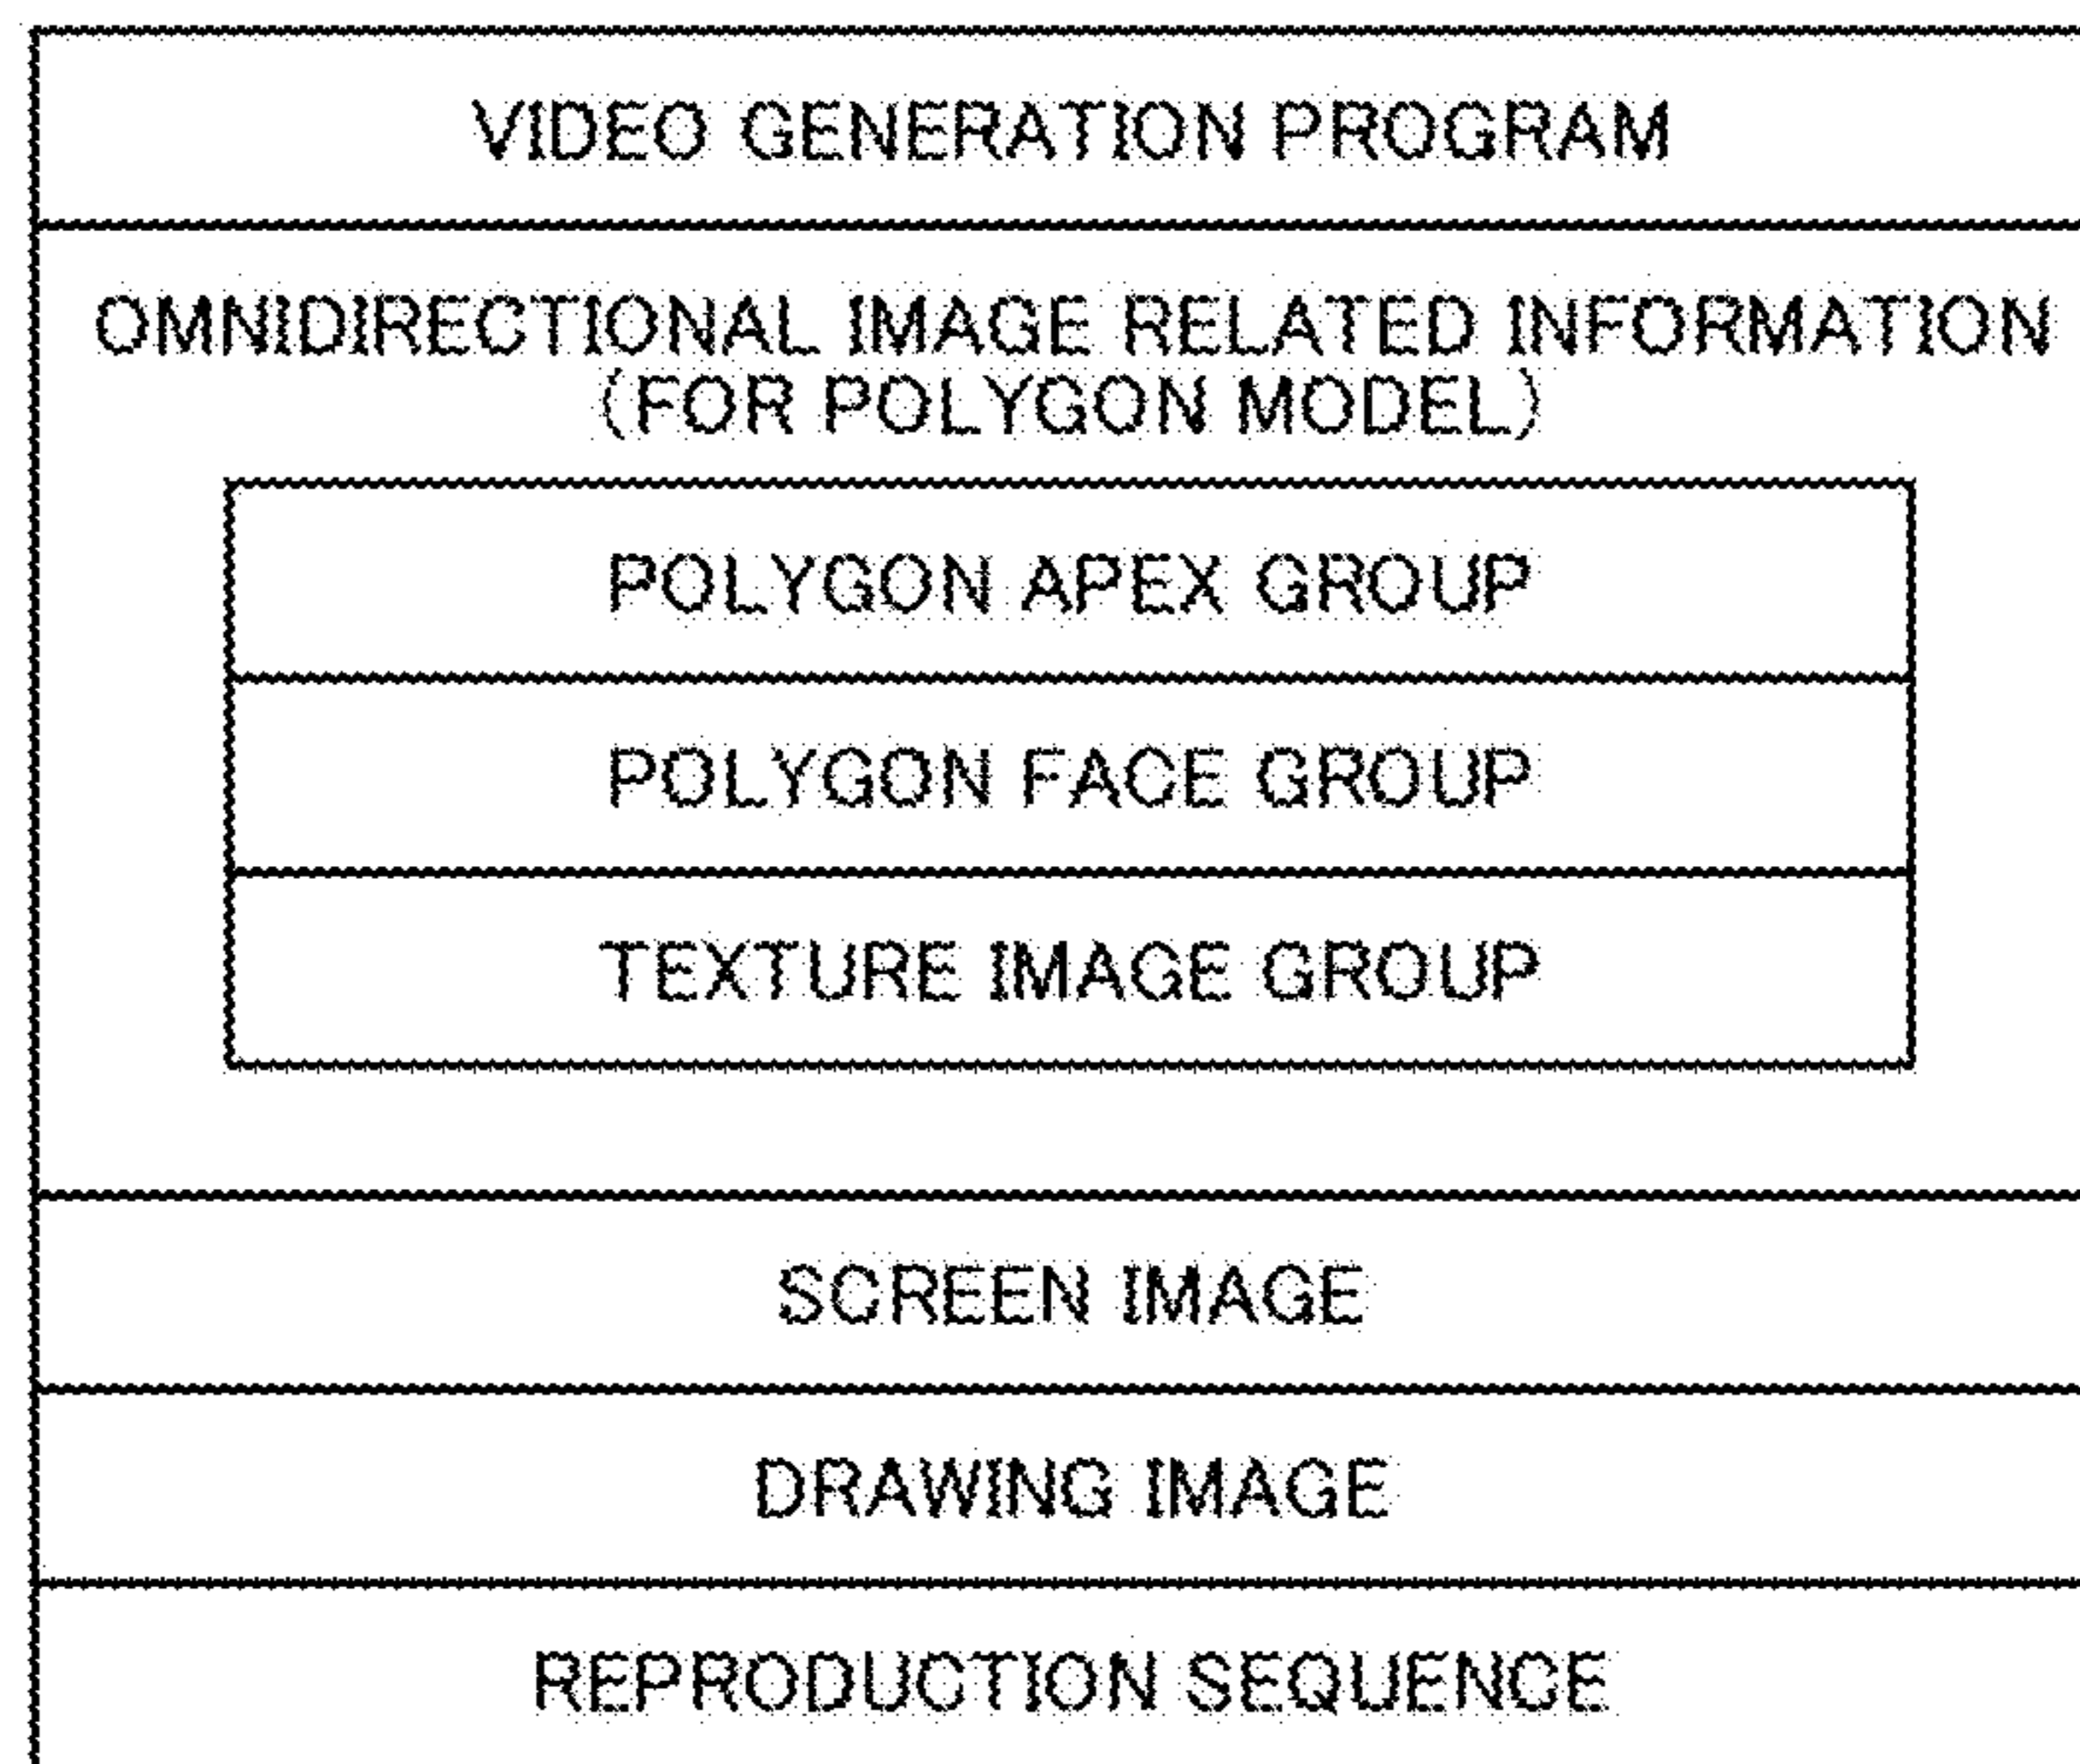 VIDEO GENERATION PROGRAM
OMNIDIRECTIONAL IMAGE RELATED INFORMATION
(FOR POLYGON MODEL)
POLYGON APEX GROUP
POLYGON FACE GROUP
TEXTURE IMAGE GROUP
SCREEN IMAGE
DRAWING IMAGE
REPRODUCTION SEQUENCE